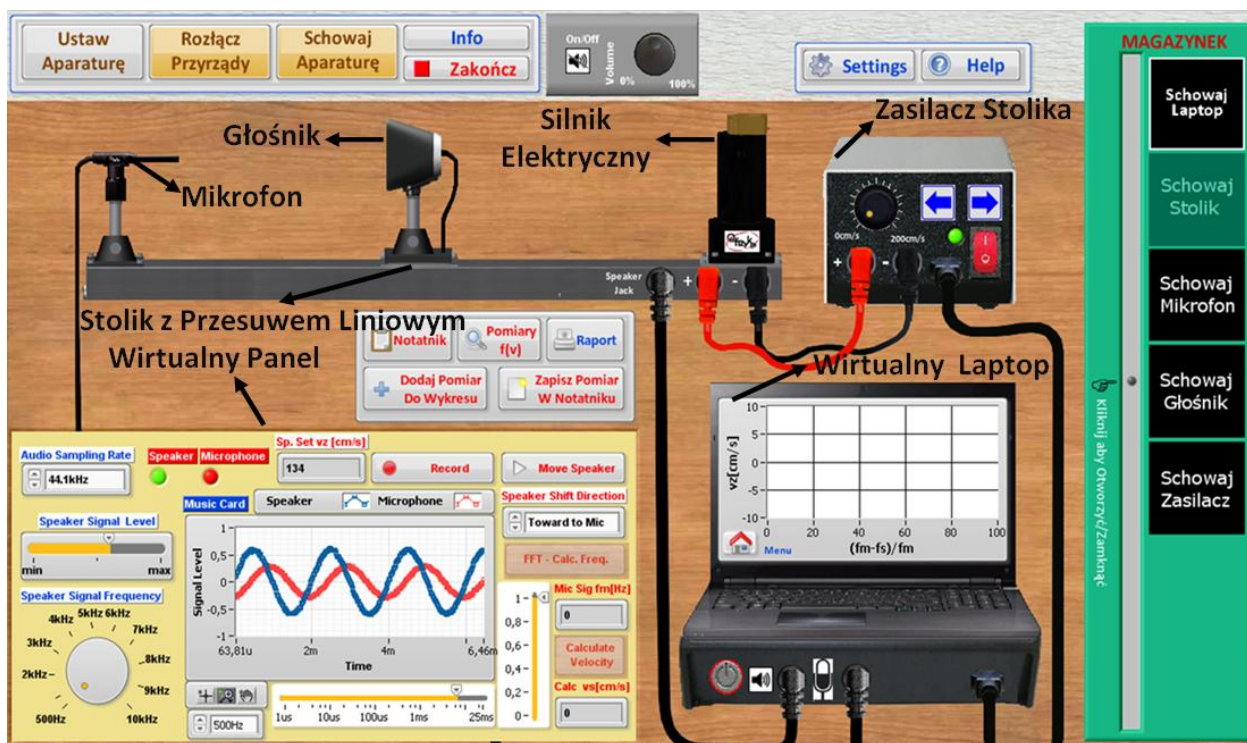 Ustaw
Aparaturę
Rozłącz
Przyrządy
Schowaj
Aparaturę
Info
Zakończ
On/Off
Volume
0%
100%
Settings
Help
MAGAZYNEK
Schowaj
Laptop
Schowaj
Stolik
Schowaj
Mikrofon
Schowaj
Głośnik
Schowaj
Zasilacz
Kliknij aby Otworzyć/Zamknąć
Głośnik
Mikrofon
Silnik
Elektryczny
Zasilacz Stolika
0cm/s
200cm/s
+
-
Speaker
Jack
+
-
Stolik z Przesuwem Liniowym
Wirtualny Panel
Notatnik
Pomiary
f(v)
Raport
Dodaj Pomiar
Do Wykresu
Zapisz Pomiar
W Notatniku
Wirtualny Laptop
10
5
0
-5
-10
vz[cm/s]
0
20
40
60
80
100
(fm-fs)/fm
Menu
Audio Sampling Rate
44.1kHz
Speaker
Microphone
Sp. Set vz [cm/s]
134
Record
Move Speaker
Speaker Signal Level
min
max
Music Card
Speaker
Microphone
Speaker Shift Direction
Toward to Mic
FFT - Calc. Freq.
Signal Level
1
0,5
0
-0,5
-1
63,81u
2m
4m
6,46m
Time
Speaker Signal Frequency
500Hz
2kHz
3kHz
4kHz
5kHz
6kHz
7kHz
8kHz
9kHz
10kHz
500Hz
1us
10us
100us
1ms
25ms
1
0,8
0,6
0,4
0,2
0
Mic Sig fm[Hz]
0
Calculate
Velocity
Calc vs[cm/s]
0